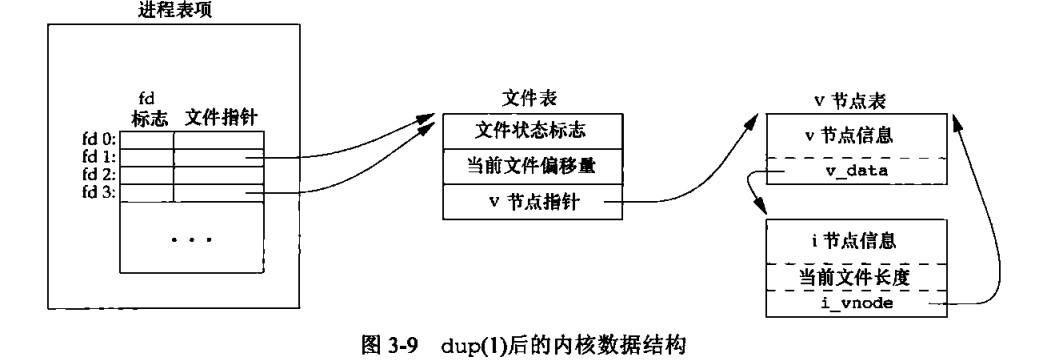 进程表项
fd
标志 文件指针
fd 0:
fd 1:
fd 2:
fd 3:
...
文件表
文件状态标志
当前文件偏移量
v 节点指针
v 节点表
v 节点信息
v_data
i 节点信息
当前文件长度
i_vnode
图 3-9 dup(1)后的内核数据结构